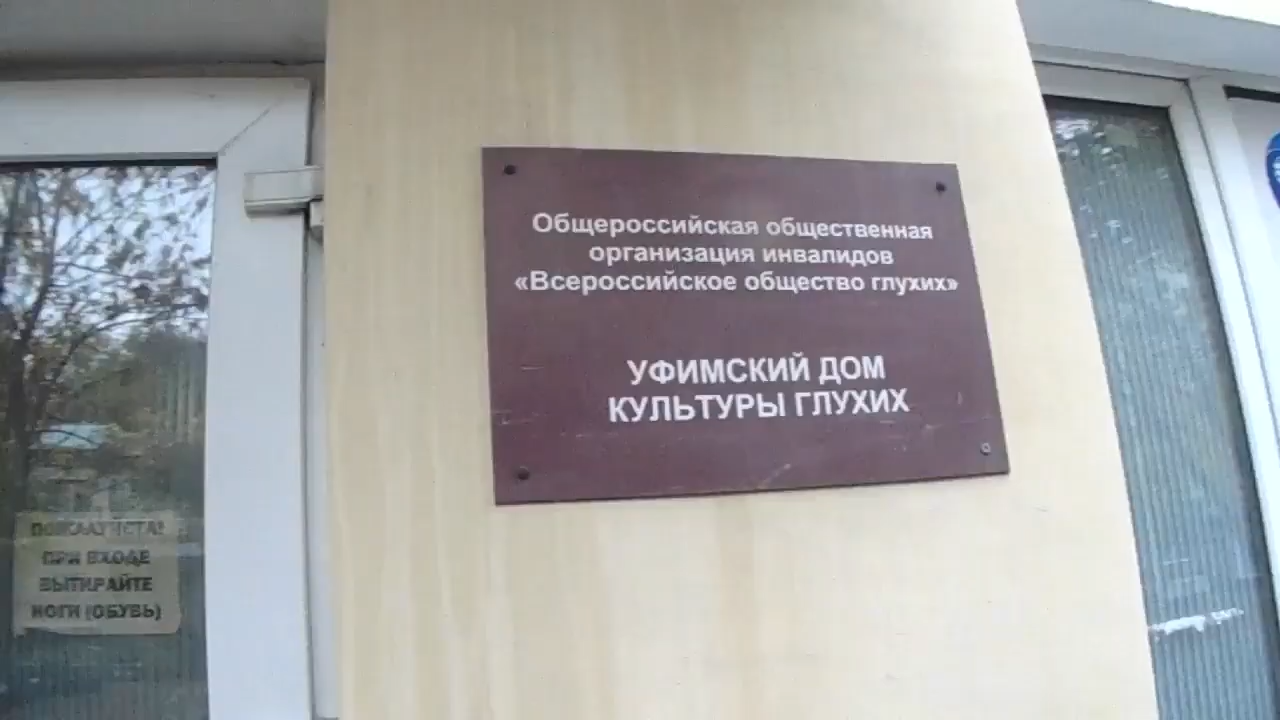 Общероссийская общественная
организация инвалидов
«Всероссийское общество глухих»
УФИМСКИЙ ДОМ
КУЛЬТУРЫ ГЛУХИХ
ПОЖАЛУЙСТА!
ПРИ ВХОДЕ
ВЫТИРАЙТЕ
НОГИ (ОБУВЬ)